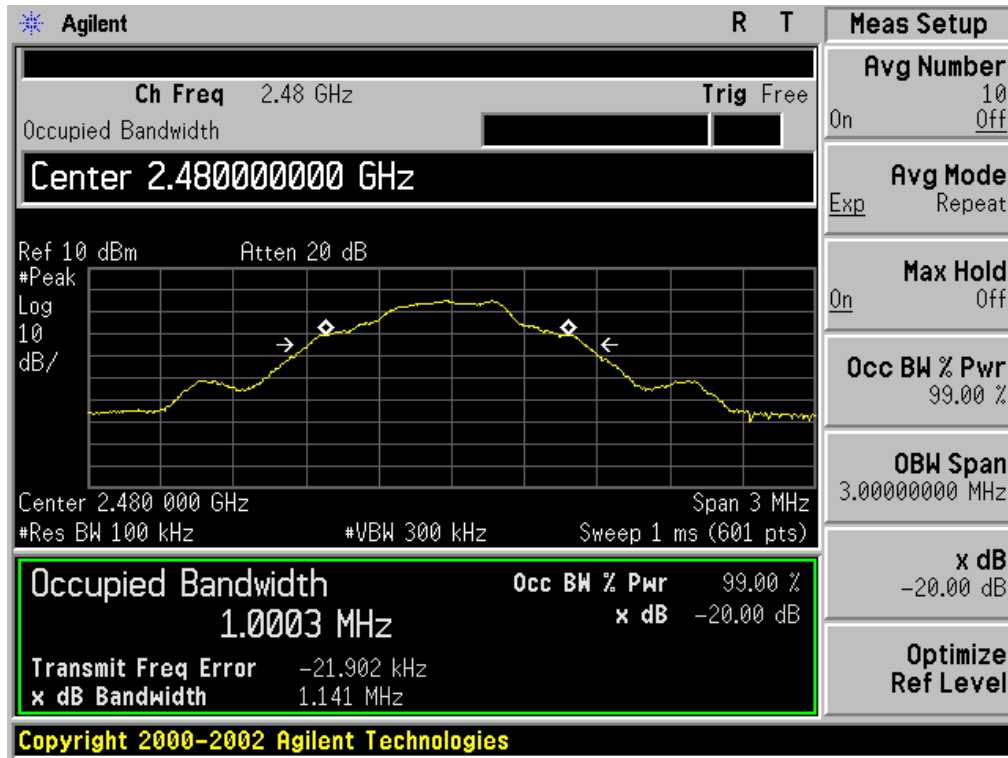 Agilent R T
Ch Freq 2.48 GHz Trig Free
Occupied Bandwidth
Center 2.480000000 GHz
Ref 10 dBm Atten 20 dB
#Peak
Log
10
dB/
Center 2.480 000 GHz Span 3 MHz
#Res BW 100 kHz #VBW 300 kHz Sweep 1 ms (601 pts)
Occupied Bandwidth Occ BW % Pwr 99.00 %
1.0003 MHz x dB -20.00 dB
Transmit Freq Error -21.902 kHz
x dB Bandwidth 1.141 MHz
Copyright 2000-2002 Agilent Technologies
Meas Setup
Avg Number
10
On Off
Avg Mode
Exp Repeat
Max Hold
On Off
Occ BW % Pwr
99.00 %
OBW Span
3.00000000 MHz
x dB
-20.00 dB
Optimize
Ref Level